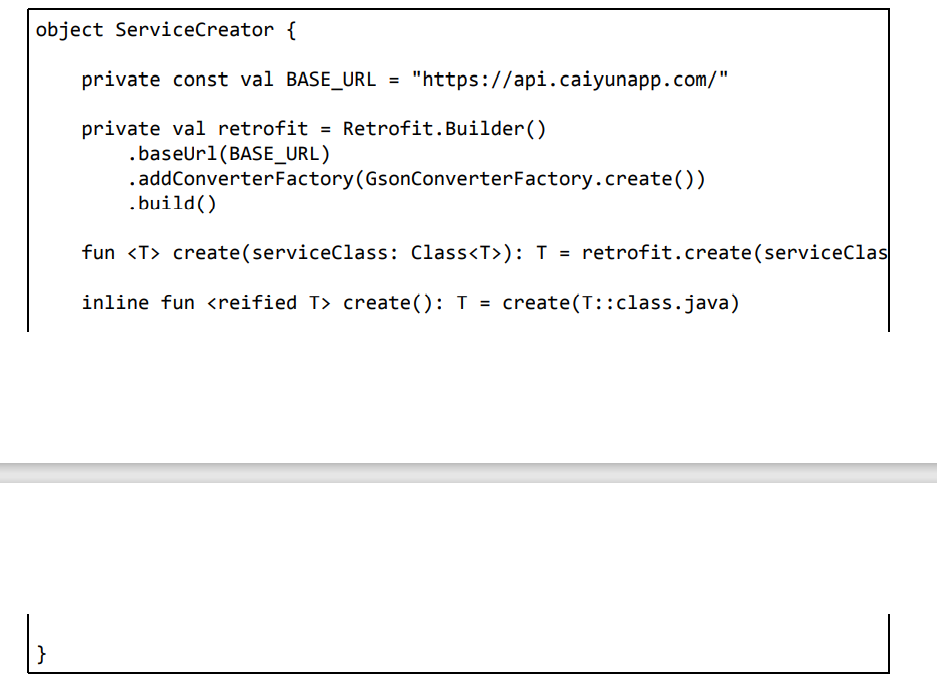 object ServiceCreator {
private const val BASE_URL = "https://api.caiyunapp.com/"
private val retrofit = Retrofit.Builder()
.baseUrl(BASE_URL)
.addConverterFactory(GsonConverterFactory.create())
.build()
fun <T> create(serviceClass: Class<T>): T = retrofit.create(serviceClas
inline fun <reified T> create(): T = create(T::class.java)
}